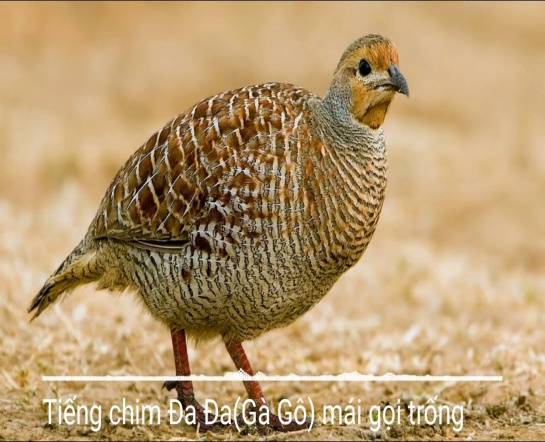 Tiếng chim Đa Đa(Gà Gô) mái gọi trống